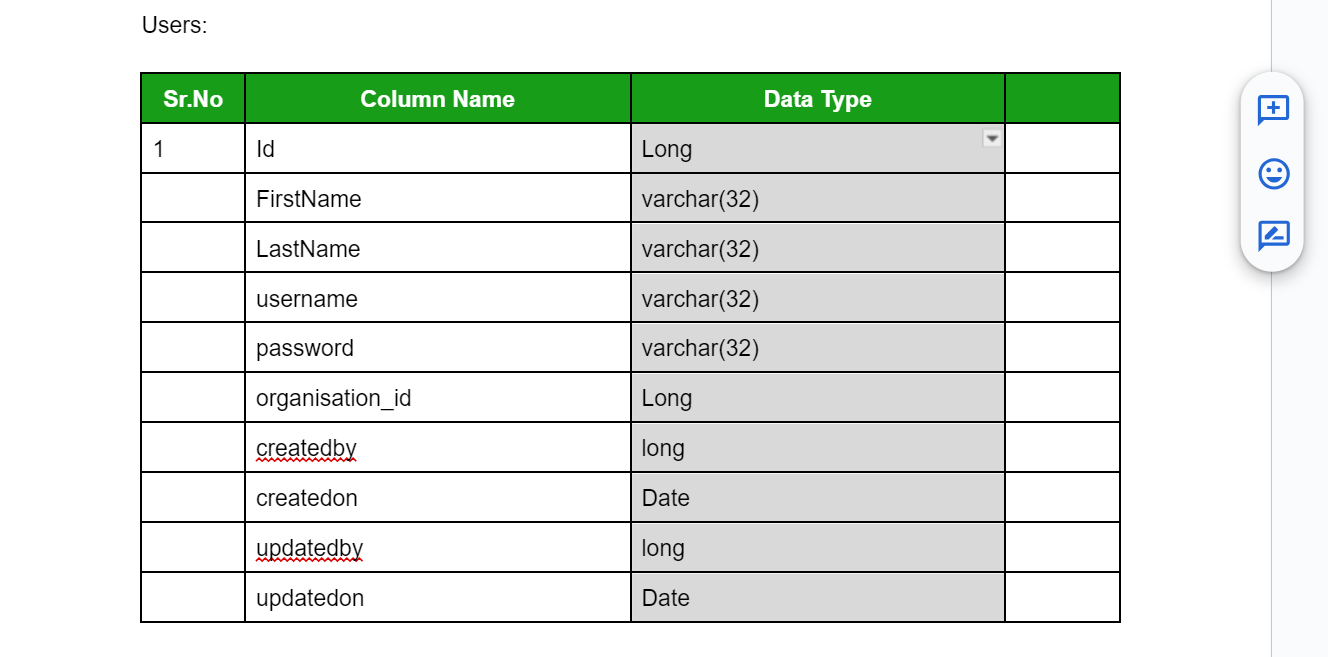 Users:
Sr.No Column Name Data Type
1 Id Long
FirstName varchar(32)
LastName varchar(32)
username varchar(32)
password varchar(32)
organisation_id Long
createdby long
createdon Date
updatedby long
updatedon Date